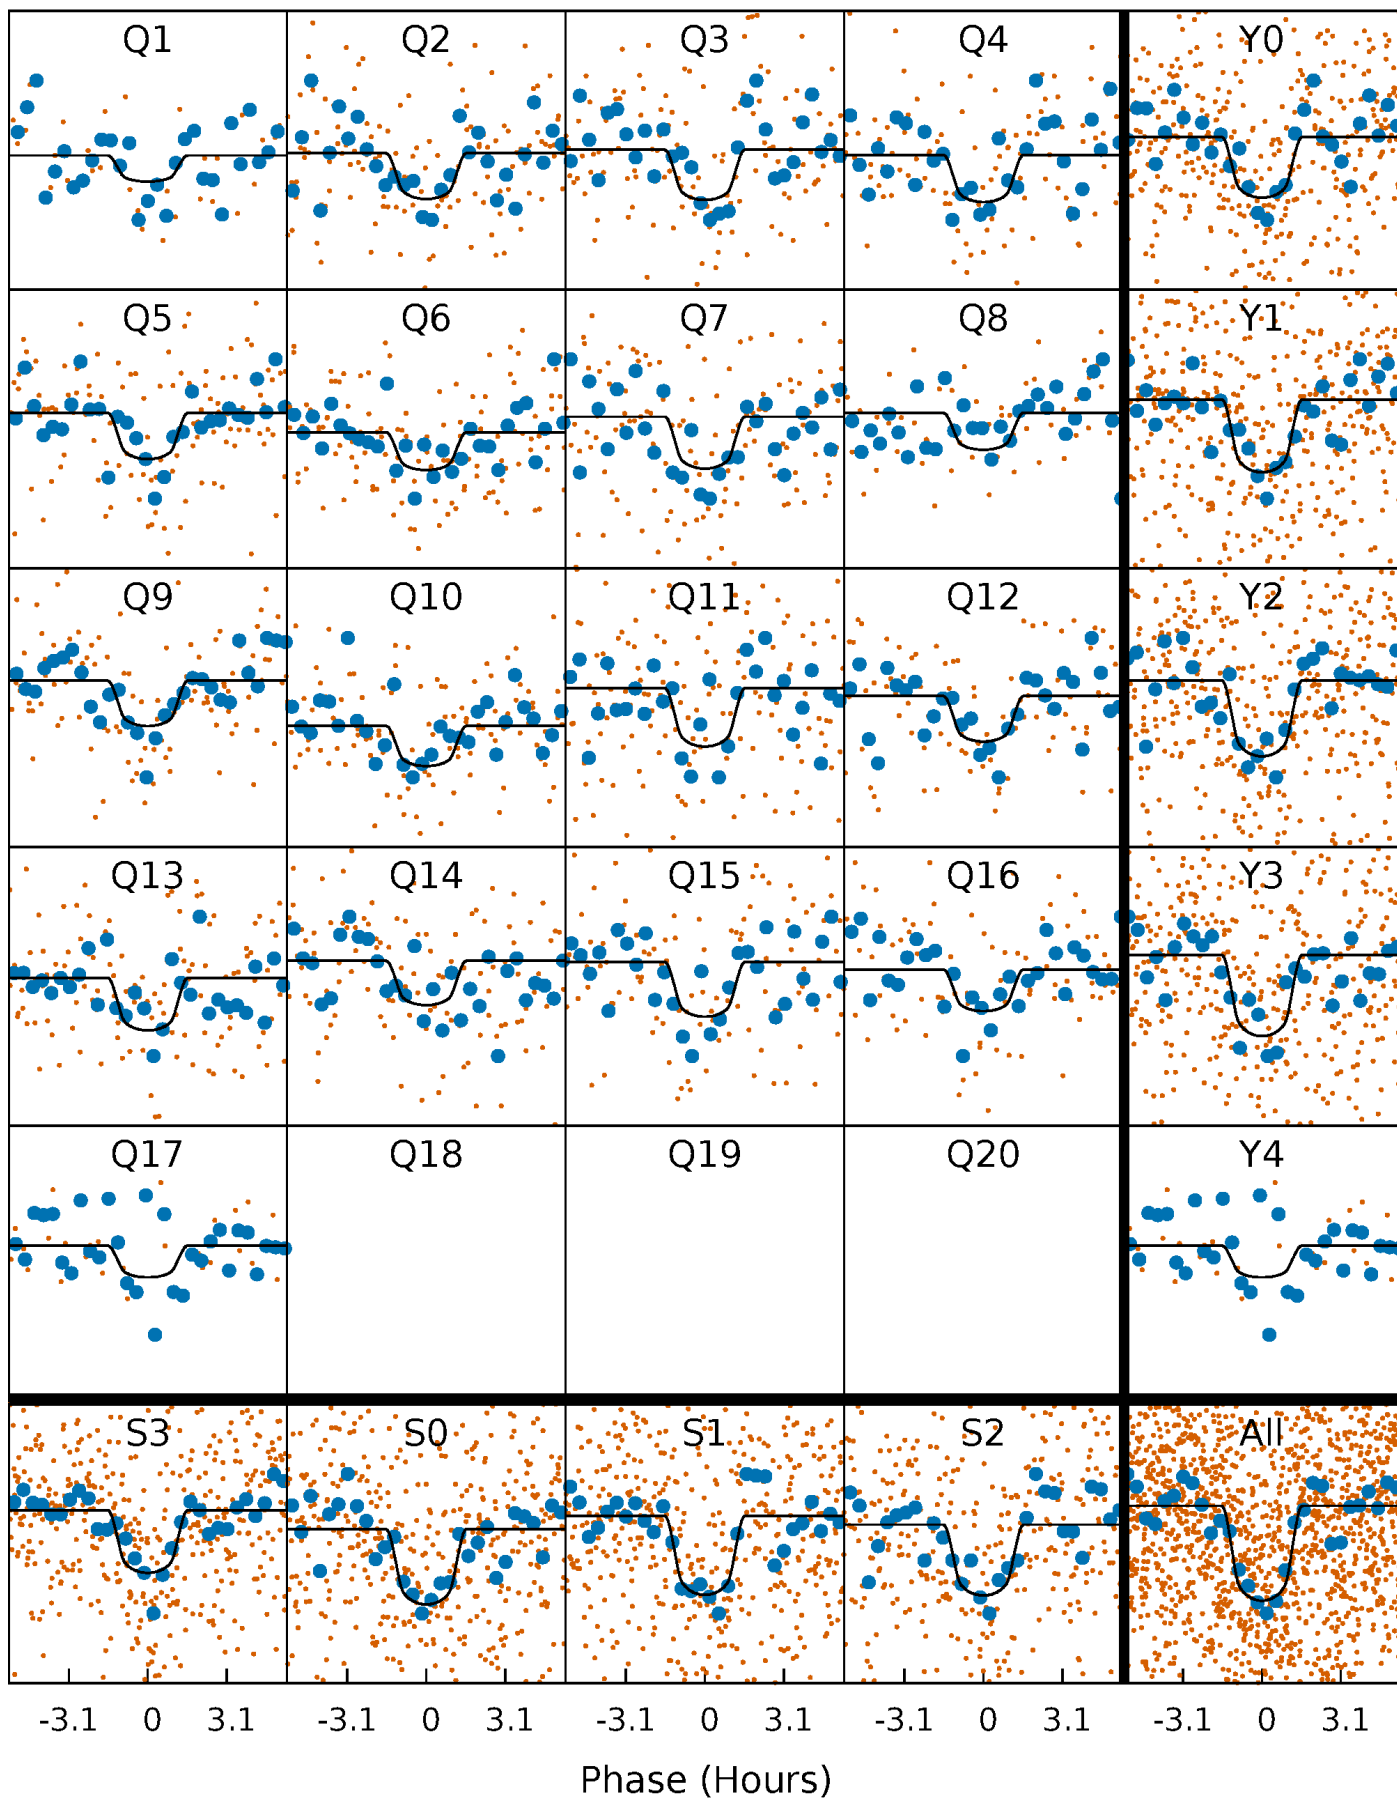 Q1 Q2 Q3 Q4 Y0
Q5 Q6 Q7 Q8 Y1
Q9 Q10 Q11 Q12 Y2
Q13 Q14 Q15 Q16 Y3
Q17 Q18 Q19 Q20 Y4
S3 S0 S1 S2 All
-3.1 0 3.1 -3.1 0 3.1 -3.1 0 3.1 -3.1 0 3.1 -3.1 0 3.1
Phase (Hours)